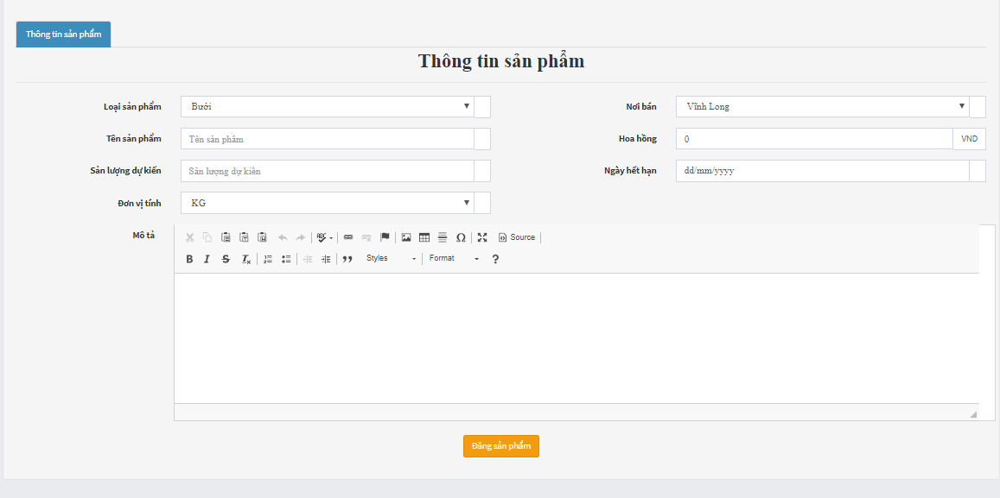 Thông tin sản phẩm
Thông tin sản phẩm
Loại sản phẩm Bưởi Nơi bán Vĩnh Long
Tên sản phẩm Tên sản phẩm Hoa hồng 0 VND
Sản lượng dự kiến Sản lượng dự kiến Ngày hết hạn dd/mm/yyyy
Đơn vị tính KG
Mô tả Source
Styles Format
Đăng sản phẩm